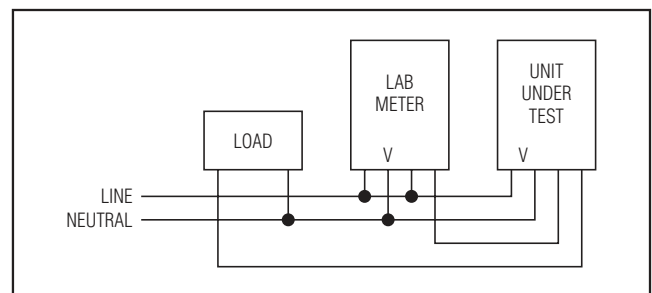 LOAD
LAB
METER
V
UNIT
UNDER
TEST
V
LINE
NEUTRAL